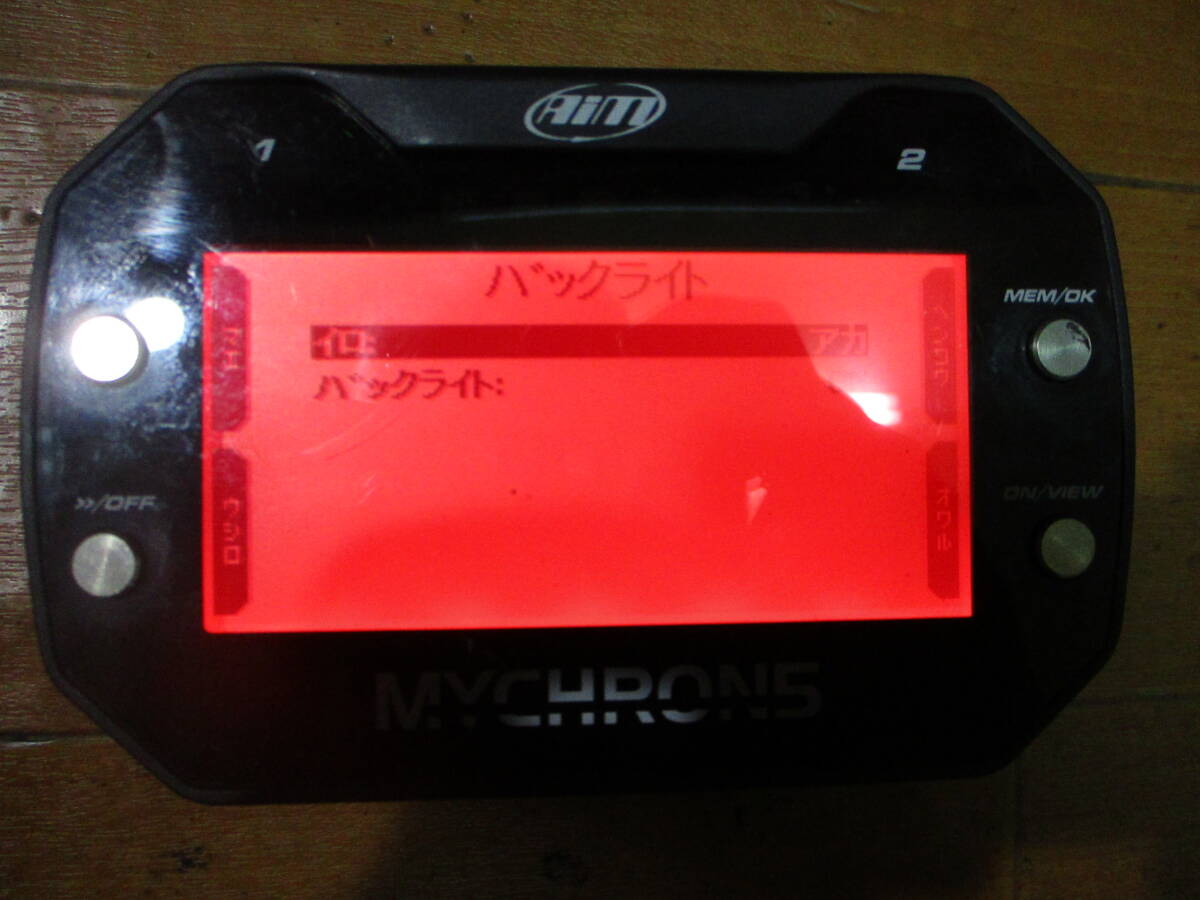 AiM
1
2
バックライト
MEM/OK
イロ: アカ
バックライト:
>>/OFF
ON/VIEW
ウシロ
オワル
MYCHRON5